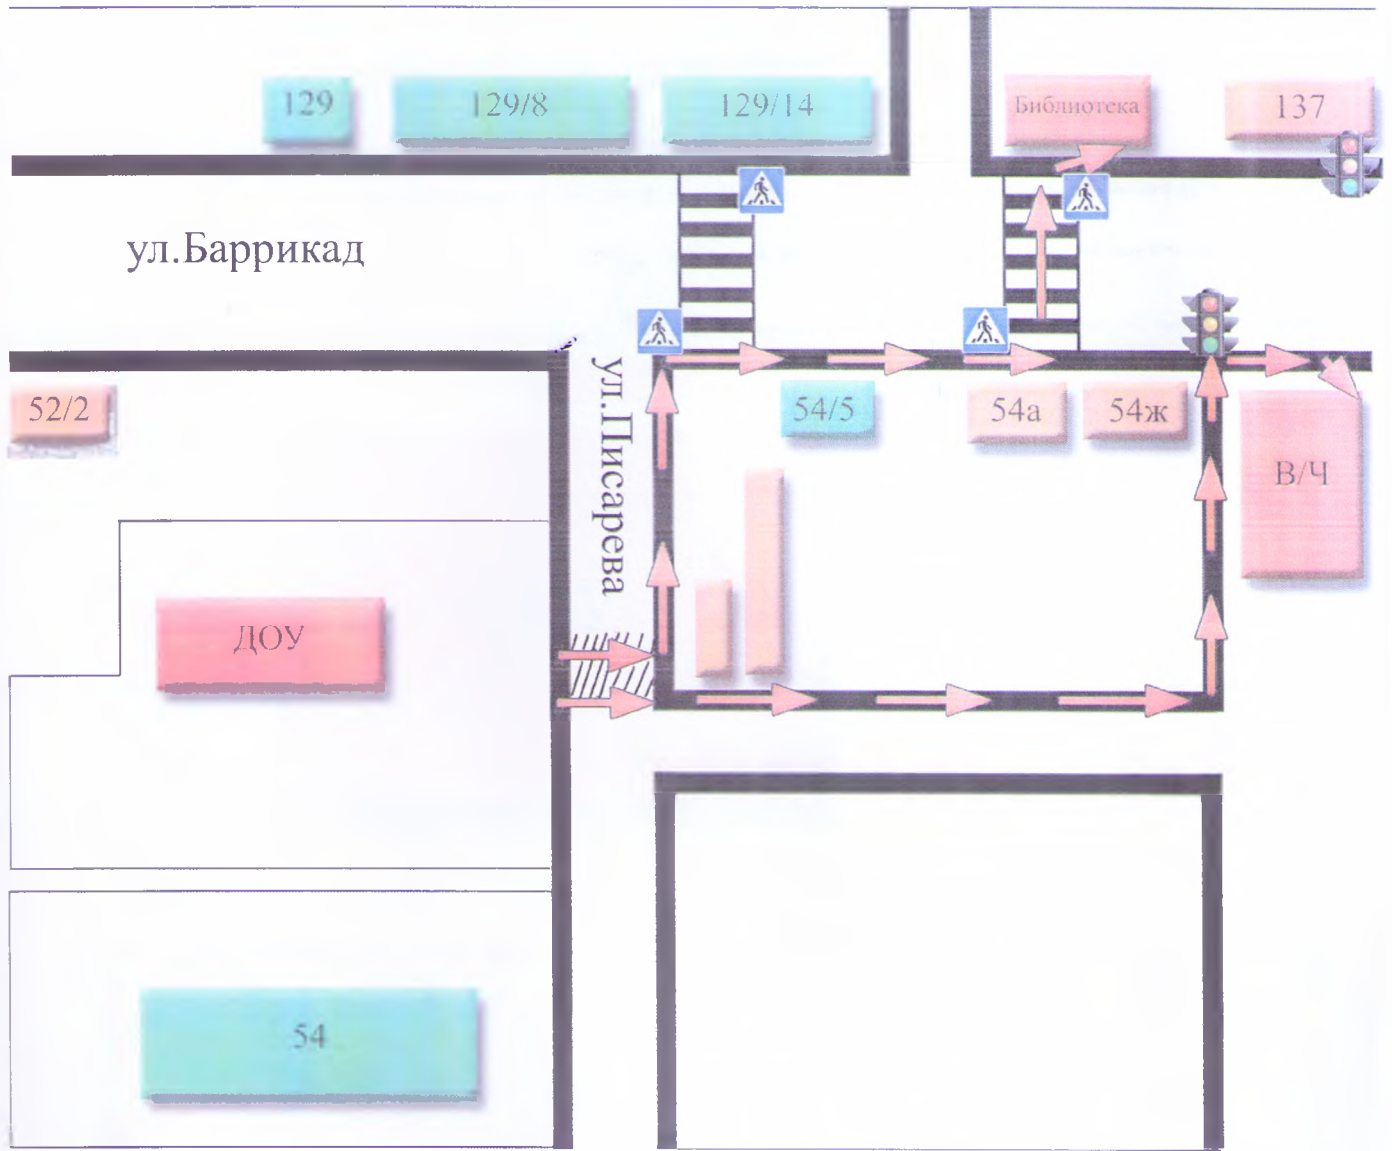 129
129/8
129/14
Библиотека
137
ул.Баррикад
ул.Писарева
52/2
54/5
54а
54ж
В/Ч
ДОУ
54